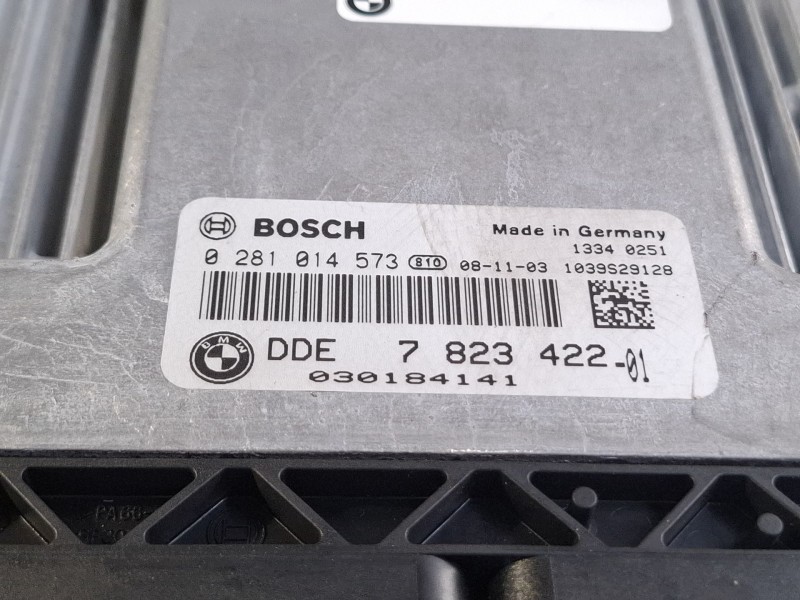 BOSCH
Made in Germany
1334 0251
0 281 014 573 810 08-11-03 1039S29128
BMW
DDE 7 823 422-01
030184141